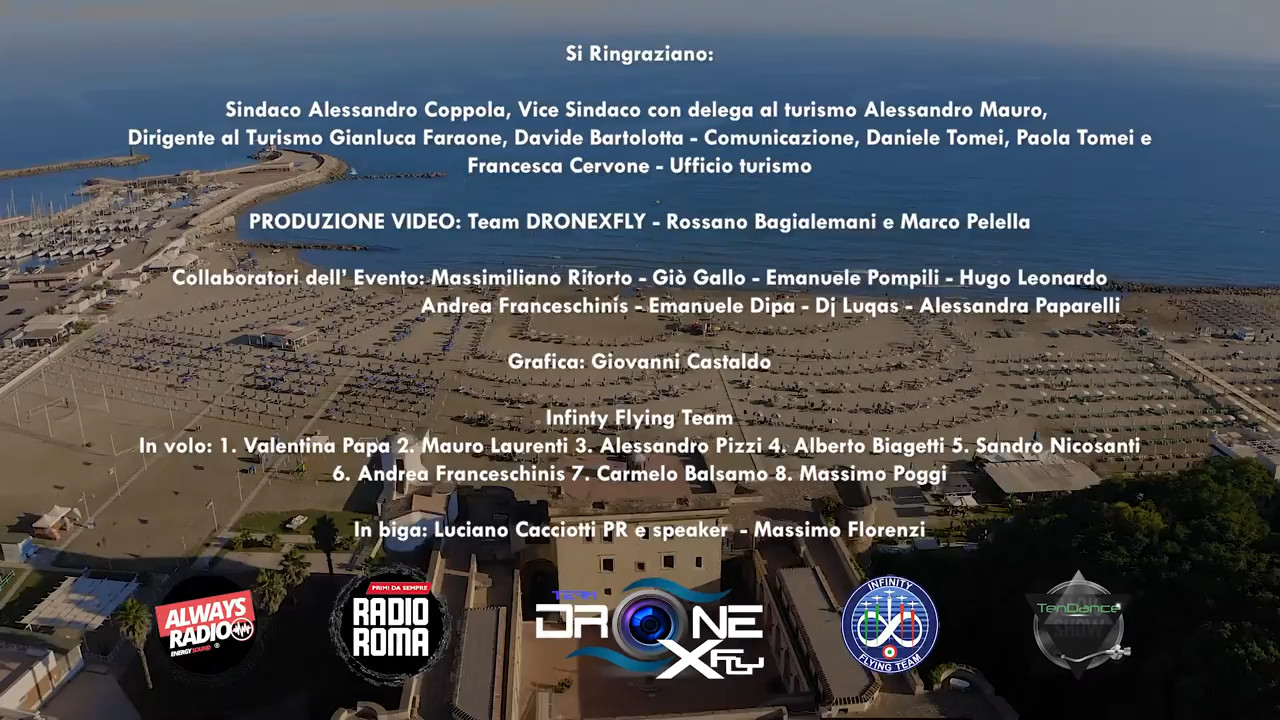 Si Ringraziano:
Sindaco Alessandro Coppola, Vice Sindaco con delega al turismo Alessandro Mauro,
Dirigente al Turismo Gianluca Faraone, Davide Bartolotta - Comunicazione, Daniele Tomei, Paola Tomei e
Francesca Cervone - Ufficio turismo
PRODUZIONE VIDEO: Team DRONEXFLY - Rossano Bagialemani e Marco Pelella
Collaboratori dell' Evento: Massimiliano Ritorto - Giò Gallo - Emanuele Pompili - Hugo Leonardo
Andrea Franceschinis - Emanuele Dipa - Dj Luqas - Alessandra Paparelli
Grafica: Giovanni Castaldo
Infinty Flying Team
In volo: 1. Valentina Papa 2. Mauro Laurenti 3. Alessandro Pizzi 4. Alberto Biagetti 5. Sandro Nicosanti
6. Andrea Franceschinis 7. Carmelo Balsamo 8. Massimo Poggi
In biga: Luciano Cacciotti PR e speaker - Massimo Florenzi
ALWAYS
RADIO
ENERGY SOUND ®
PRIMI DA SEMPRE
RADIO
ROMA
TEAM
DRONE
XFLY
INFINITY
FLYING TEAM
TenDance
SHOW